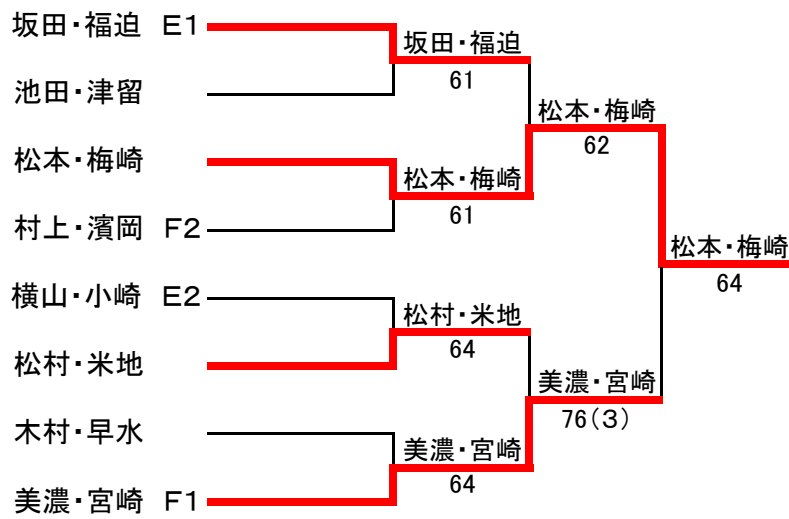 坂田・福迫 E1
池田・津留
松本・梅崎
村上・濱岡 F2
横山・小崎 E2
松村・米地
木村・早水
美濃・宮崎 F1
坂田・福迫
61
松本・梅崎
61
松村・米地
64
美濃・宮崎
64
松本・梅崎
62
美濃・宮崎
76(3)
松本・梅崎
64